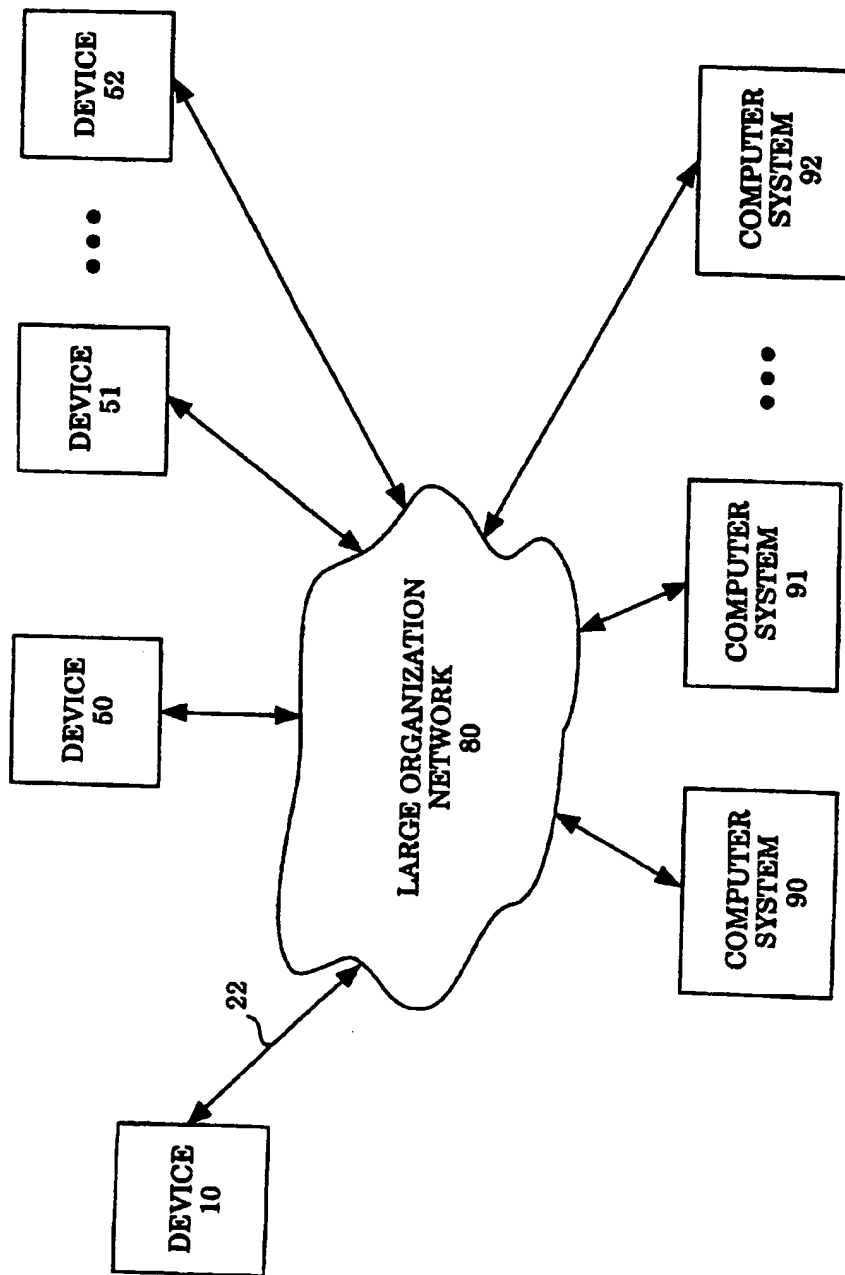 DEVICE
10
DEVICE
50
DEVICE
51
DEVICE
52
22
LARGE ORGANIZATION
NETWORK
80
COMPUTER
SYSTEM
90
COMPUTER
SYSTEM
91
COMPUTER
SYSTEM
92